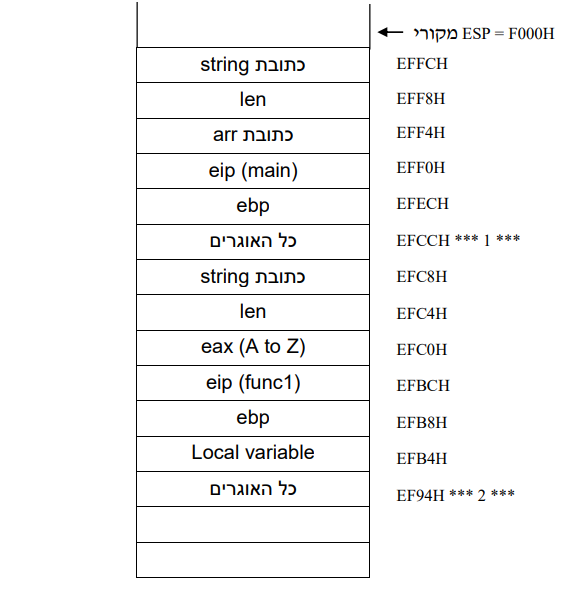 מקורי ESP = F000H
כתובת string EFFCH
len EFF8H
כתובת arr EFF4H
eip (main) EFF0H
ebp EFECH
כל האוגרים EFCCH *** 1 ***
כתובת string EFC8H
len EFC4H
eax (A to Z) EFC0H
eip (func1) EFBCH
ebp EFB8H
Local variable EFB4H
כל האוגרים EF94H *** 2 ***